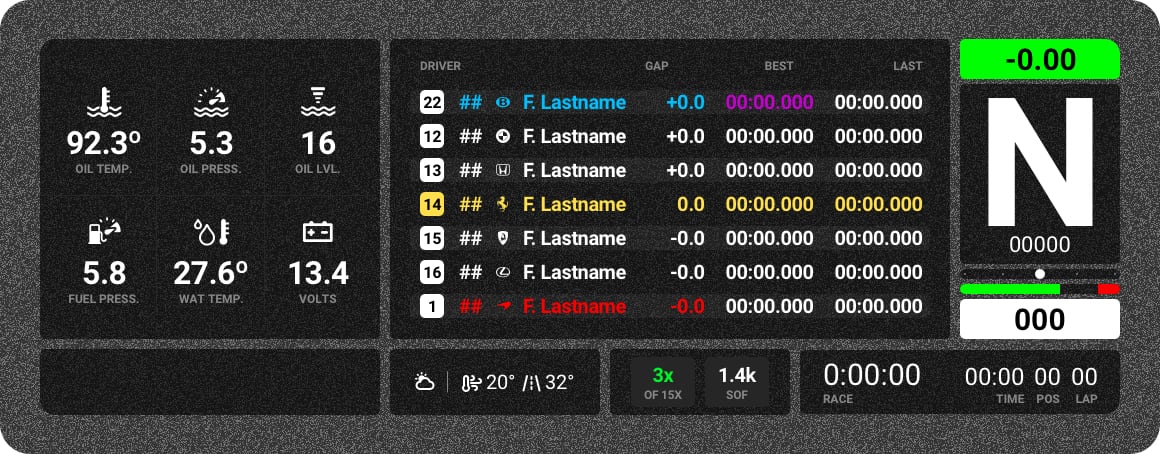 92.3º 5.3 16
OIL TEMP. OIL PRESS. OIL LVL.
5.8 27.6º 13.4
FUEL PRESS. WAT TEMP. VOLTS
DRIVER GAP BEST LAST
22 ## F. Lastname +0.0 00:00.000 00:00.000
12 ## F. Lastname +0.0 00:00.000 00:00.000
13 ## F. Lastname +0.0 00:00.000 00:00.000
14 ## F. Lastname 0.0 00:00.000 00:00.000
15 ## F. Lastname -0.0 00:00.000 00:00.000
16 ## F. Lastname -0.0 00:00.000 00:00.000
1 ## F. Lastname -0.0 00:00.000 00:00.000
-0.00
N
00000
000
20° 32°
3x 1.4k
OF 15X SOF
0:00:00 00:00 00 00
RACE TIME POS LAP